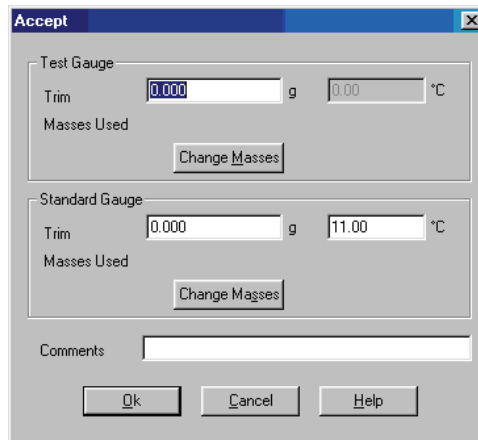 Accept
Test Gauge
Trim 0.000 g 0.00 °C
Masses Used
Change Masses
Standard Gauge
Trim 0.000 g 11.00 °C
Masses Used
Change Masses
Comments
Ok Cancel Help